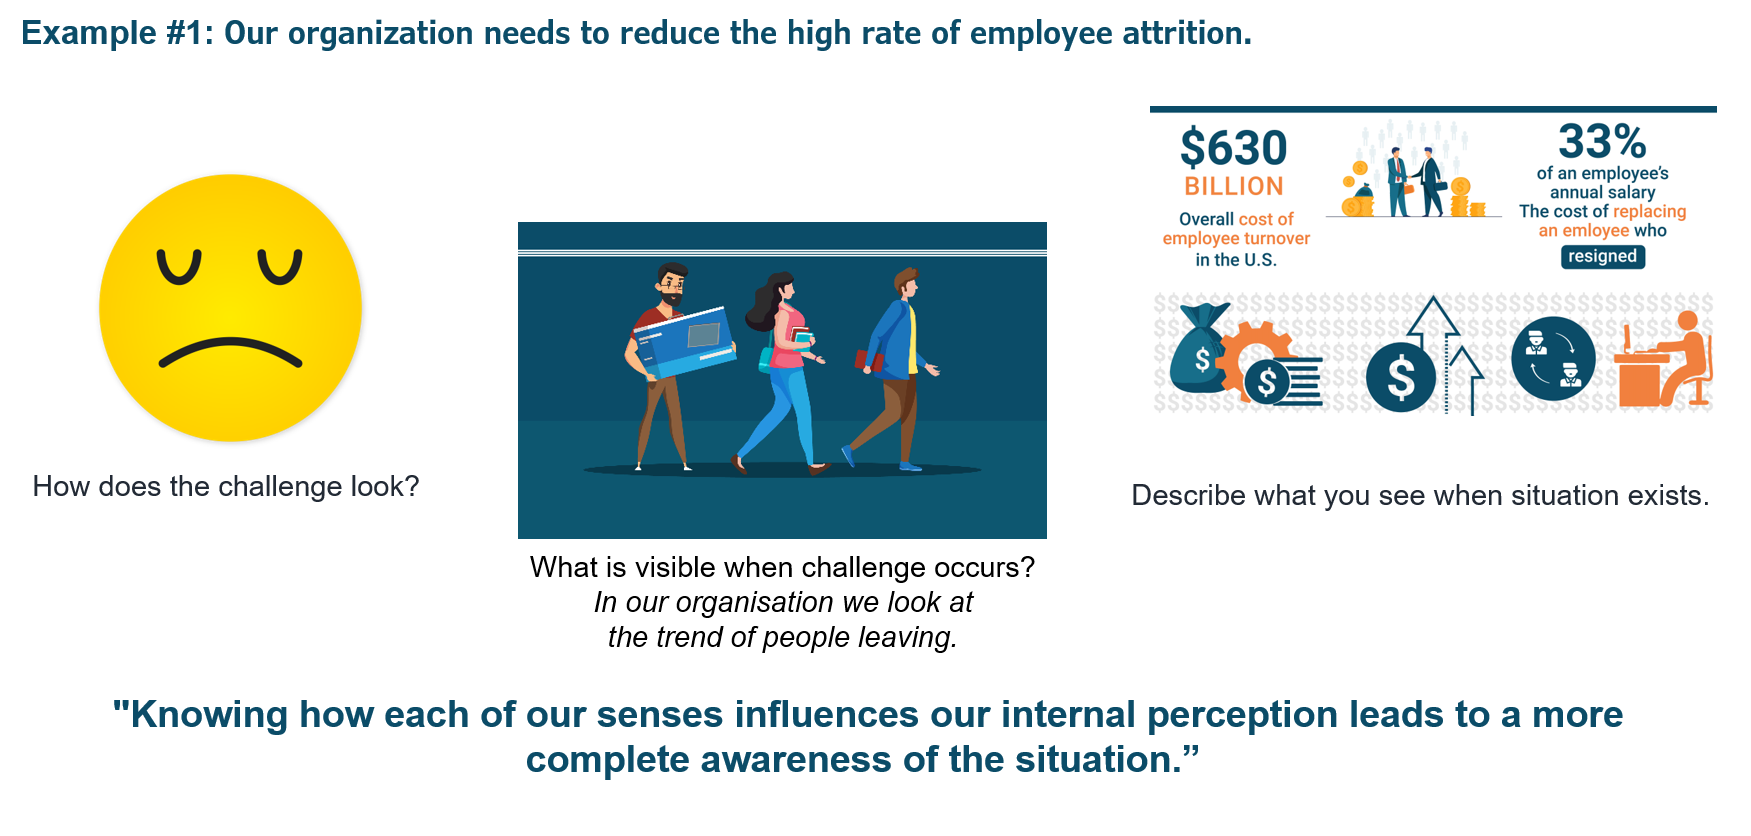 Example #1: Our organization needs to reduce the high rate of employee attrition.
How does the challenge look?
What is visible when challenge occurs?
In our organisation we look at
the trend of people leaving.
$630
BILLION
Overall cost of
employee turnover
in the U.S.
33%
of an employee's
annual salary
The cost of replacing
an emloyee who
resigned
Describe what you see when situation exists.
"Knowing how each of our senses influences our internal perception leads to a more
complete awareness of the situation.”